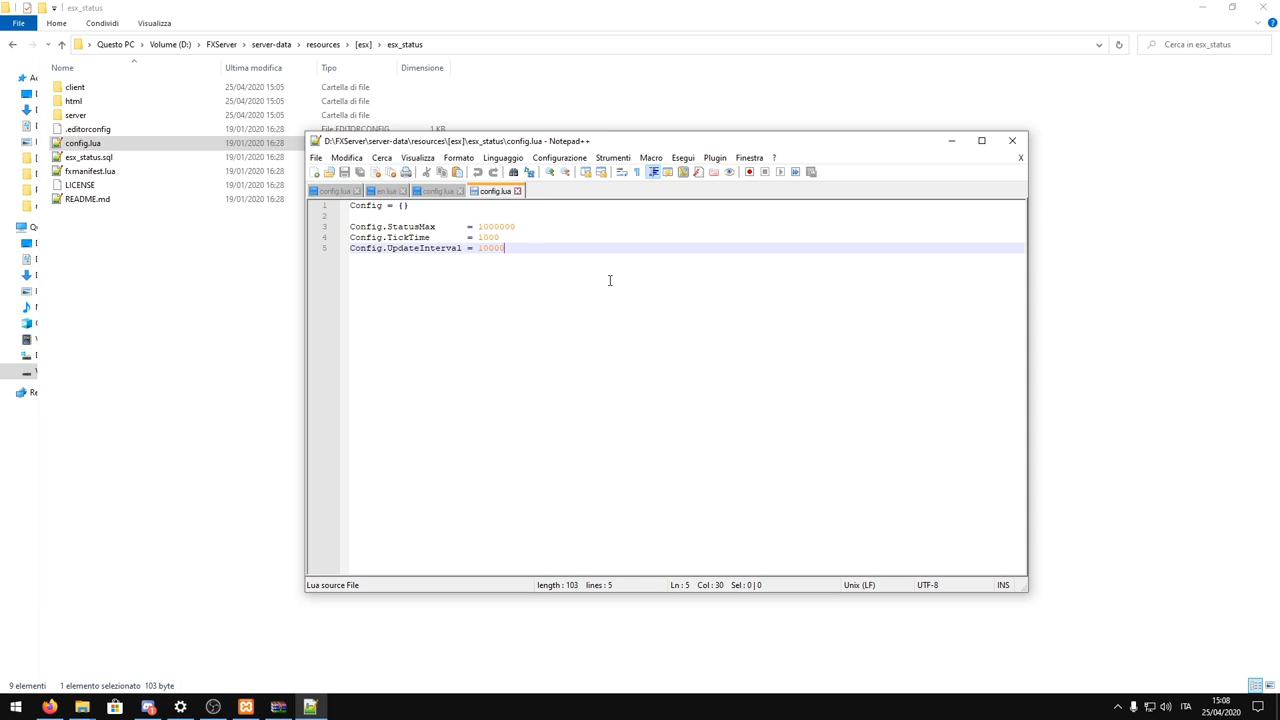 esx_status
File Home Condividi Visualizza
Questo PC > Volume (D:) > FXServer > server-data > resources > [esx] > esx_status
Cerca in esx_status
Nome Ultima modifica Tipo Dimensione
client 25/04/2020 15:05 Cartella di file
html 25/04/2020 15:05 Cartella di file
server 25/04/2020 15:05 Cartella di file
.editorconfig 19/01/2020 16:28 File EDITORCONFIG 1 KB
config.lua 19/01/2020 16:28
esx_status.sql 19/01/2020 16:28
fxmanifest.lua 19/01/2020 16:28
LICENSE 19/01/2020 16:28
README.md 19/01/2020 16:28
D:\FXServer\server-data\resources\[esx]\esx_status\config.lua - Notepad++
File Modifica Cerca Visualizza Formato Linguaggio Configurazione Strumenti Macro Esegui Plugin Finestra ? X
config.lua en.lua config.lua config.lua
1 Config = {}
2
3 Config.StatusMax = 1000000
4 Config.TickTime = 1000
5 Config.UpdateInterval = 10000
Lua source File length : 103 lines : 5 Ln : 5 Col : 30 Sel : 0 | 0 Unix (LF) UTF-8 INS
9 elementi 1 elemento selezionato 103 byte
ITA
15:08
25/04/2020